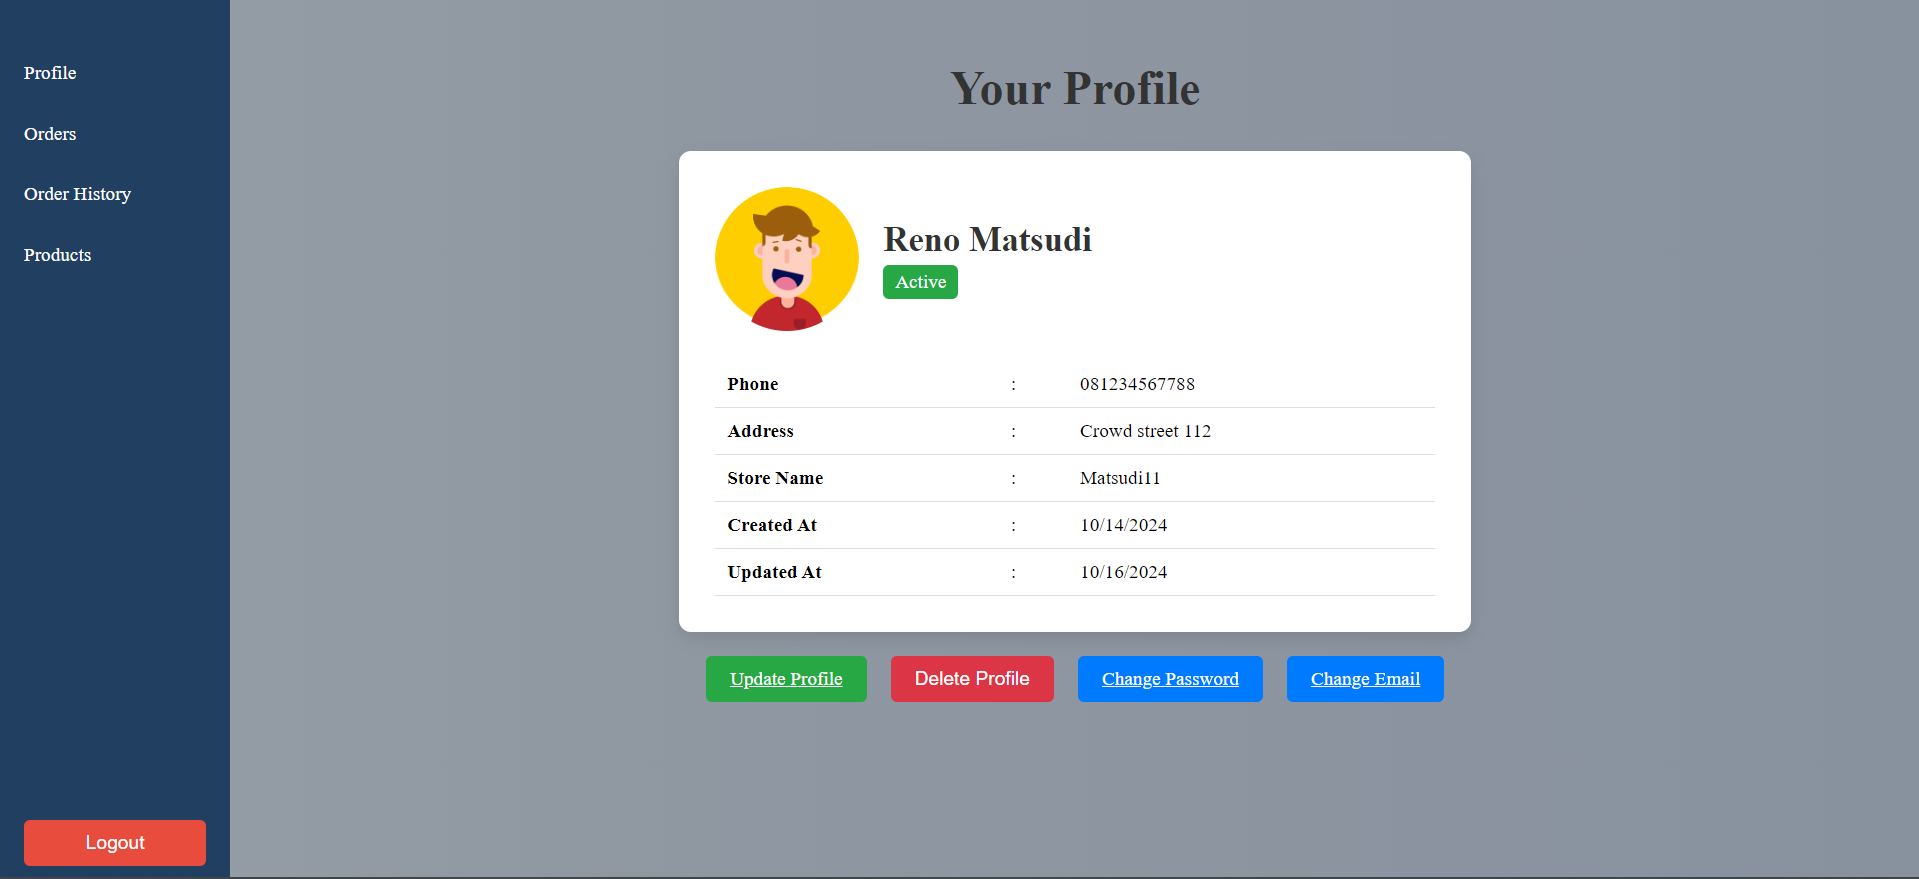 Profile
Orders
Order History
Products
Logout
Your Profile
Reno Matsudi
Active
Phone : 081234567788
Address : Crowd street 112
Store Name : Matsudi11
Created At : 10/14/2024
Updated At : 10/16/2024
Update Profile Delete Profile Change Password Change Email